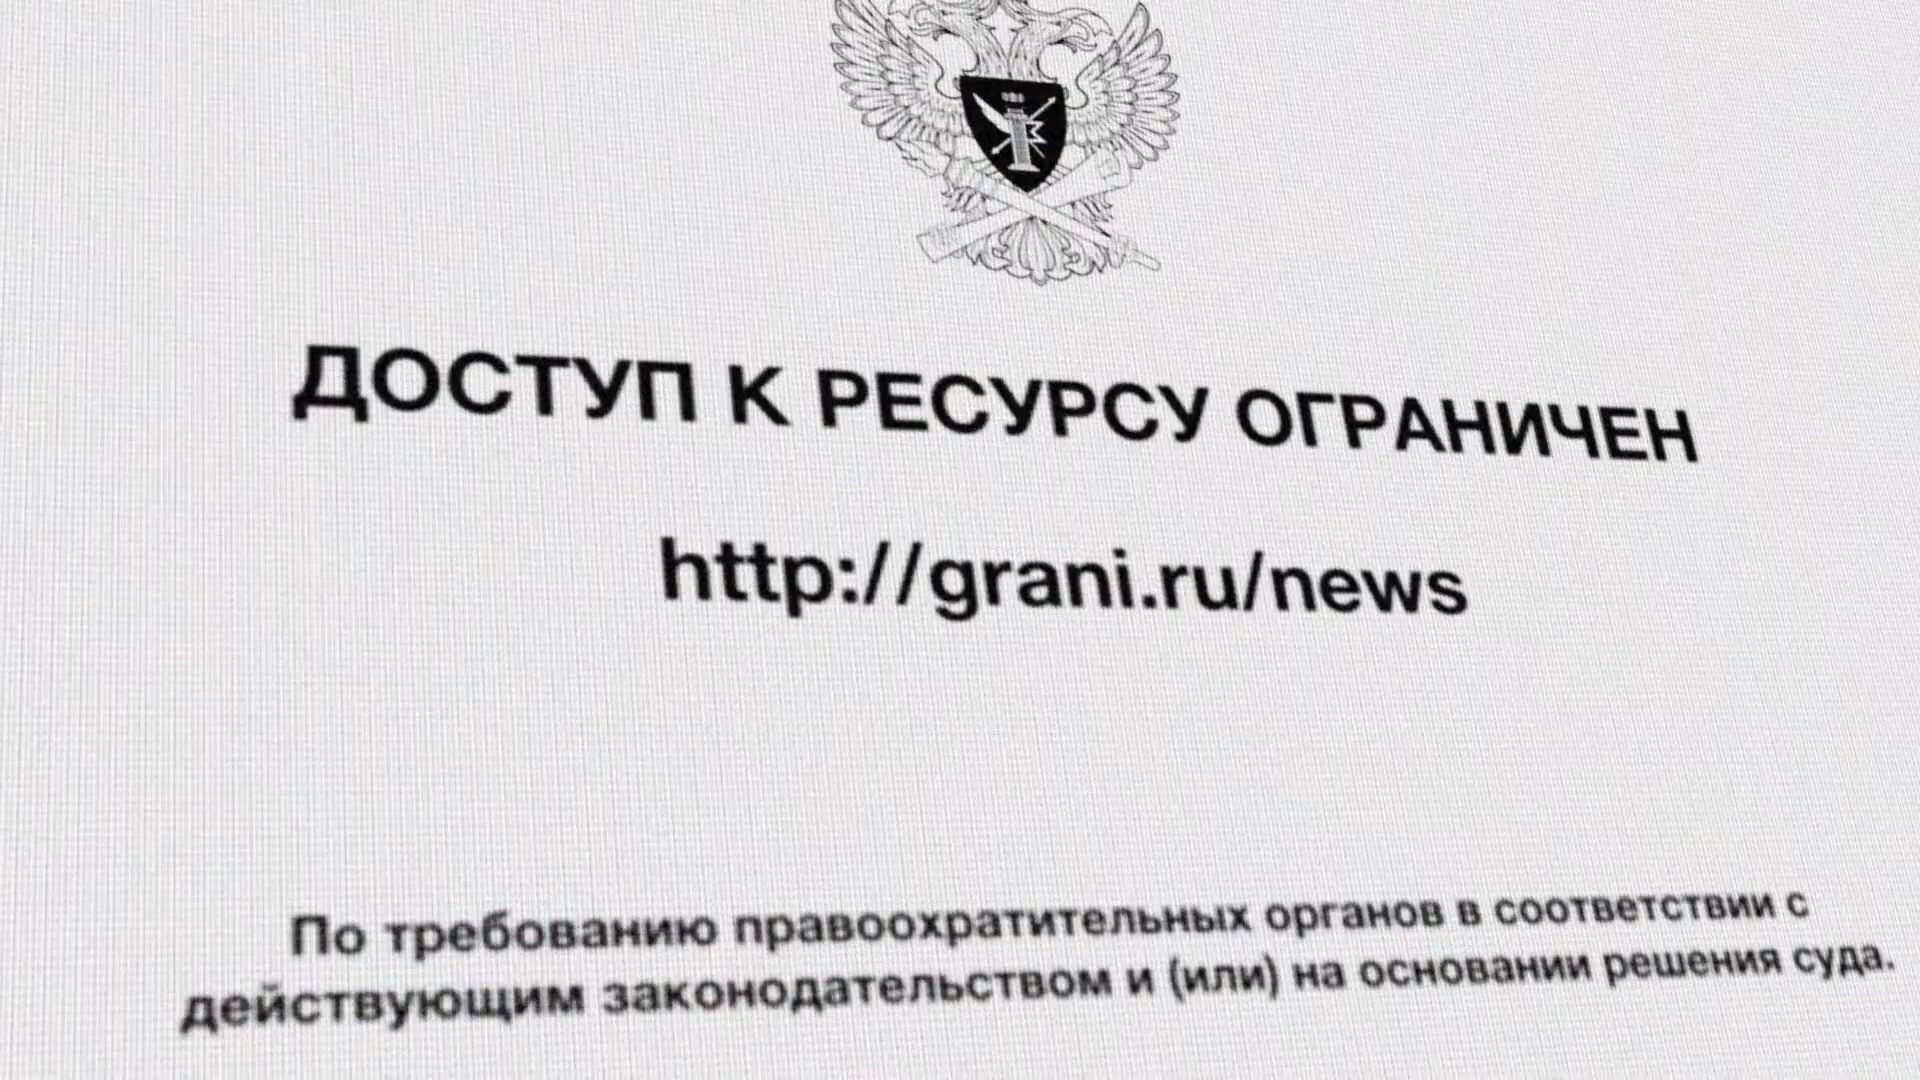 ДОСТУП К РЕСУРСУ ОГРАНИЧЕН
http://grani.ru/news
По требованию правоохратительных органов в соответствии с
действующим законодательством и (или) на основании решения суда.